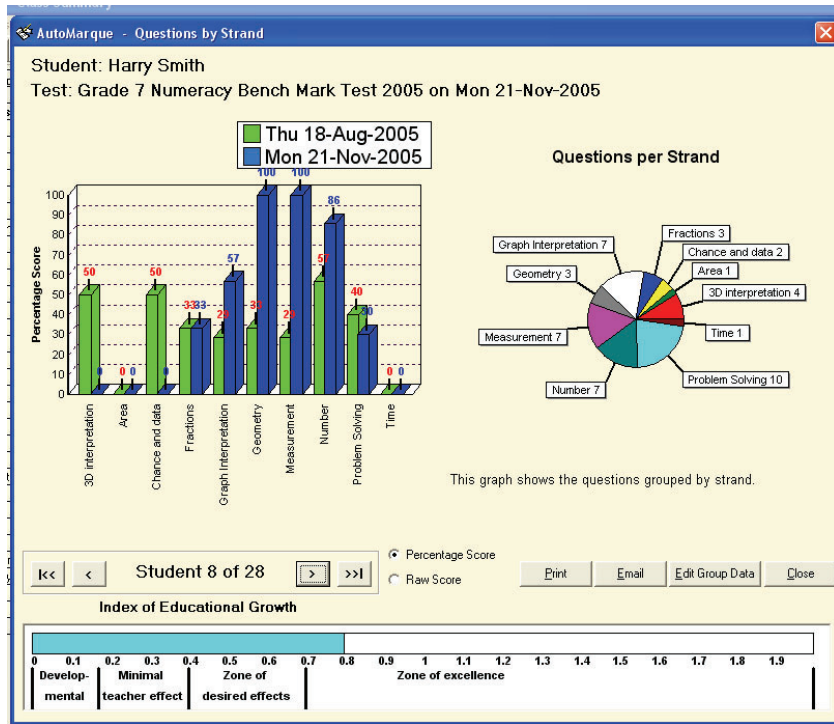 AutoMarque - Questions by Strand
Student: Harry Smith
Test: Grade 7 Numeracy Bench Mark Test 2005 on Mon 21-Nov-2005
Thu 18-Aug-2005
Mon 21-Nov-2005
Percentage Score
100
90
80
70
60
50
40
30
20
10
0
50 0
0 0
50 0
33 33
57
100
100
57 86
40 30
0 0
3D interpretation
Area
Chance and data
Fractions
Graph Interpretation
Geometry
Measurement
Number
Problem Solving
Time
Questions per Strand
Fractions 3
Graph Interpretation 7
Chance and data 2
Geometry 3
Area 1
3D interpretation 4
Measurement 7
Time 1
Number 7
Problem Solving 10
This graph shows the questions grouped by strand.
I<< < Student 8 of 28 > >>I
Percentage Score
Raw Score
Print Email Edit Group Data Close
Index of Educational Growth
0 0.1 0.2 0.3 0.4 0.5 0.6 0.7 0.8 0.9 1 1.1 1.2 1.3 1.4 1.5 1.6 1.7 1.8 1.9
Develop- Minimal Zone of Zone of excellence
mental teacher effect desired effects